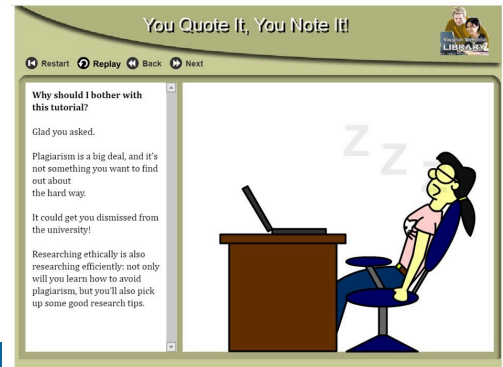 You Quote It, You Note It!
LIBRARY
Restart Replay Back Next
Why should I bother with
this tutorial?
Glad you asked.
Plagiarism is a big deal, and it's
not something you want to find
out about
the hard way.
It could get you dismissed from
the university!
Researching ethically is also
researching efficiently: not only
will you learn how to avoid
plagiarism, but you'll also pick
up some good research tips.
Z Z